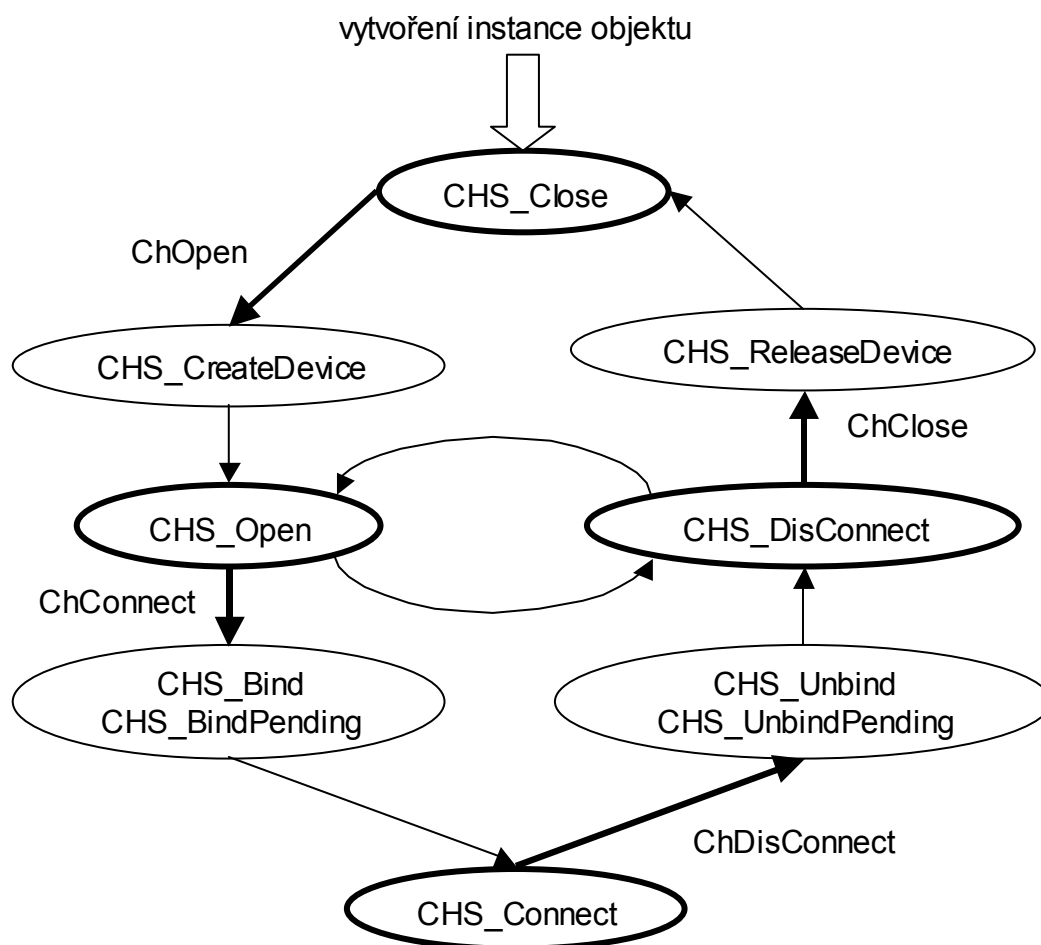 vytvoření instance objektu
CHS_Close
ChOpen
CHS_CreateDevice
CHS_ReleaseDevice
ChClose
CHS_Open
CHS_DisConnect
ChConnect
CHS_Bind
CHS_BindPending
CHS_Unbind
CHS_UnbindPending
ChDisConnect
CHS_Connect